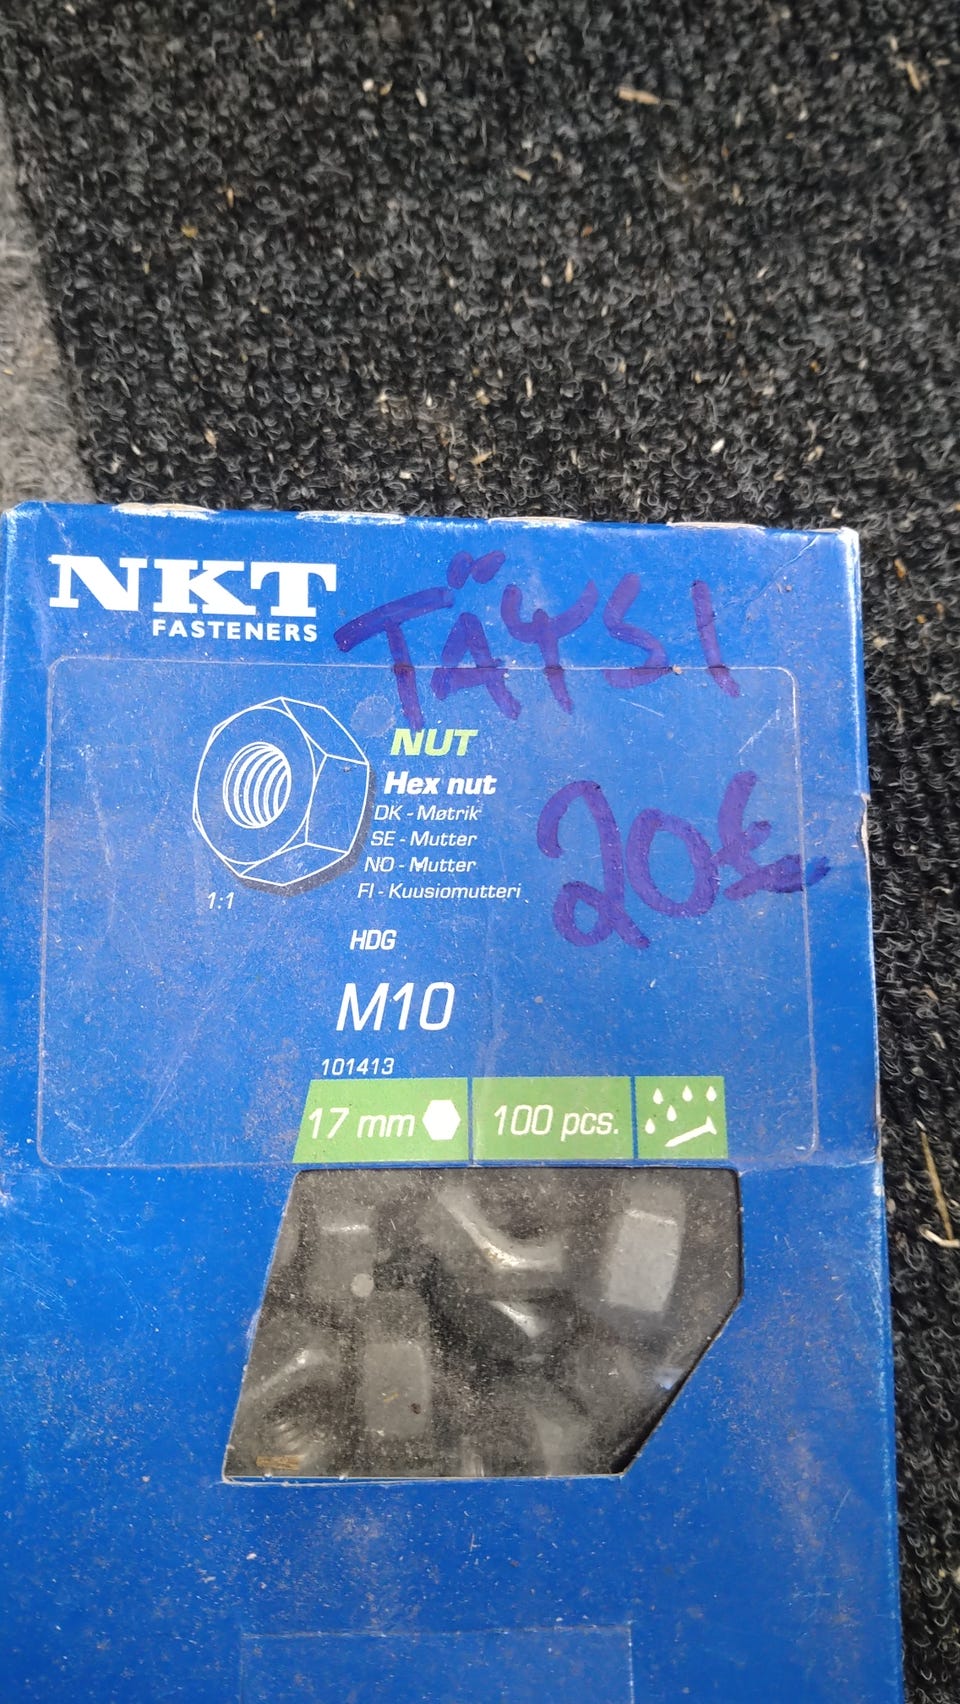 NKT
FASTENERS
TÄYSI
20€
NUT
Hex nut
DK - Møtrik
SE - Mutter
NO - Mutter
FI - Kuusiomutteri
1:1
HDG
M10
101413
17 mm
100 pcs.